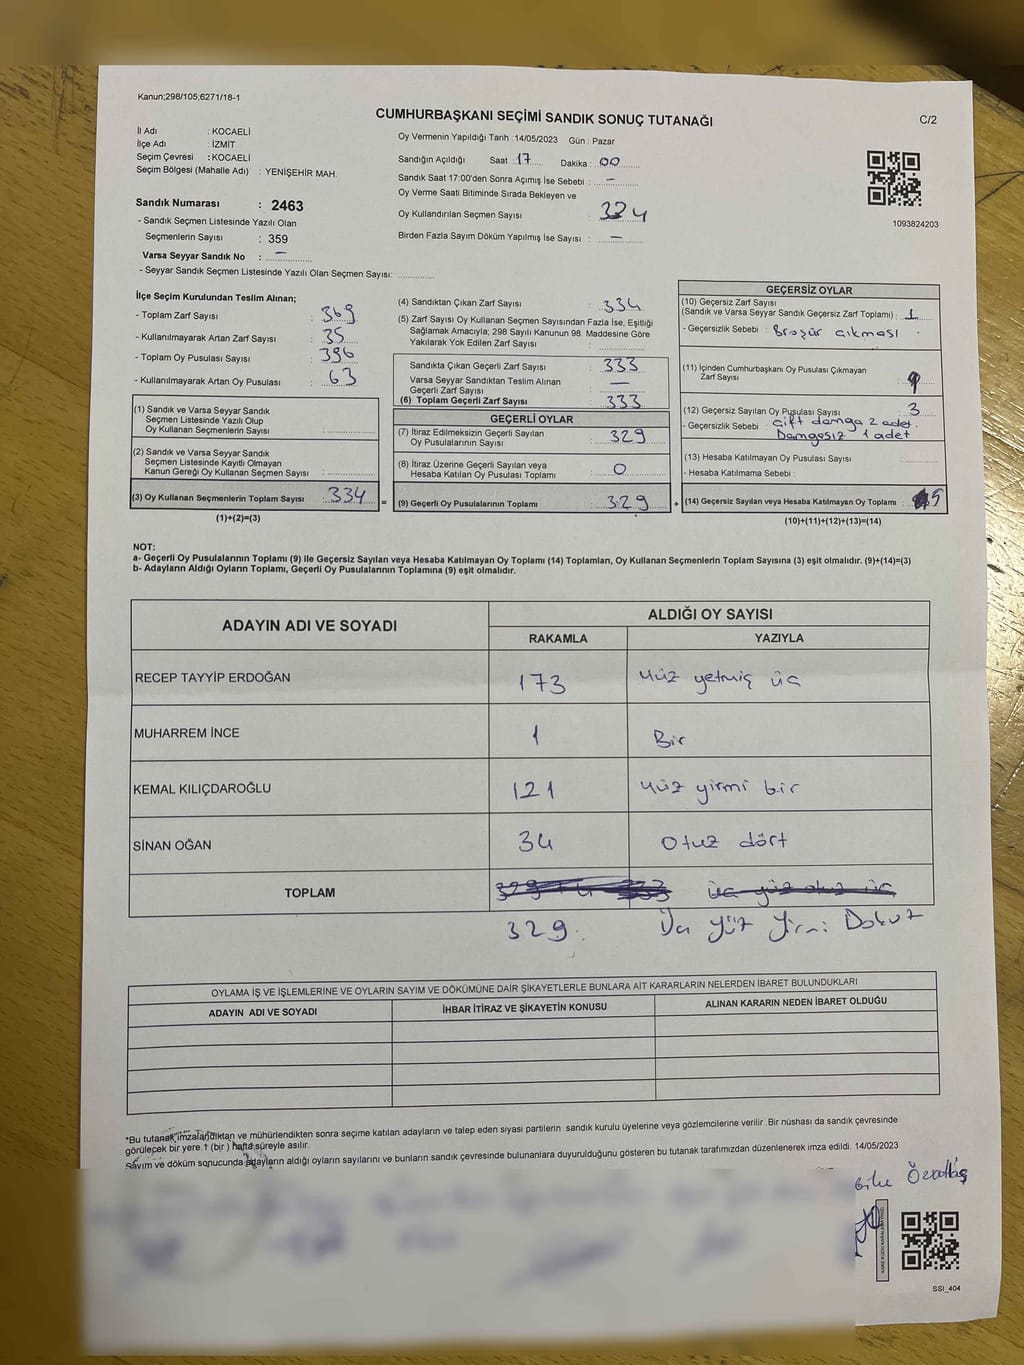 Kanun;298/105;6271/18-1
CUMHURBAŞKANI SEÇİMİ SANDIK SONUÇ TUTANAĞI
C/2
İl Adı : KOCAELİ
İlçe Adı : İZMİT
Seçim Çevresi : KOCAELİ
Seçim Bölgesi (Mahalle Adı) : YENİŞEHİR MAH.
Sandık Numarası : 2463
- Sandık Seçmen Listesinde Yazılı Olan
Seçmenlerin Sayısı : 359
Varsa Seyyar Sandık No : —
- Seyyar Sandık Seçmen Listesinde Yazılı Olan Seçmen Sayısı: ............
Oy Vermenin Yapıldığı Tarih : 14/05/2023 Gün : Pazar
Sandığın Açıldığı Saat : 17 Dakika : 00
Sandık Saat 17:00'den Sonra Açımış İse Sebebi : —
Oy Verme Saati Bitiminde Sırada Bekleyen ve
Oy Kullandırılan Seçmen Sayısı : 334
Birden Fazla Sayım Döküm Yapılmış İse Sayısı : —
1093824203
İlçe Seçim Kurulundan Teslim Alınan;
- Toplam Zarf Sayısı : 369
- Kullanılmayarak Artan Zarf Sayısı : 35
- Toplam Oy Pusulası Sayısı : 396
- Kullanılmayarak Artan Oy Pusulası : 63
(1) Sandık ve Varsa Seyyar Sandık
Seçmen Listesinde Yazılı Olup
Oy Kullanan Seçmenlerin Sayısı :
(2) Sandık ve Varsa Seyyar Sandık
Seçmen Listesinde Kayıtlı Olmayan
Kanun Gereği Oy Kullanan Seçmen Sayısı :
(3) Oy Kullanan Seçmenlerin Toplam Sayısı : 334
(1)+(2)=(3)
=
(4) Sandıktan Çıkan Zarf Sayısı : 334
(5) Zarf Sayısı Oy Kullanan Seçmen Sayısından Fazla İse, Eşitliği
Sağlamak Amacıyla; 298 Sayılı Kanunun 98. Maddesine Göre
Yakılarak Yok Edilen Zarf Sayısı :
Sandıkta Çıkan Geçerli Zarf Sayısı : 333
Varsa Seyyar Sandıktan Teslim Alınan
Geçerli Zarf Sayısı : —
(6) Toplam Geçerli Zarf Sayısı : 333
GEÇERLİ OYLAR
(7) İtiraz Edilmeksizin Geçerli Sayılan
Oy Pusulalarının Sayısı : 329
(8) İtiraz Üzerine Geçerli Sayılan veya
Hesaba Katılan Oy Pusulası Toplamı : 0
(9) Geçerli Oy Pusulalarının Toplamı : 329
+
GEÇERSİZ OYLAR
(10) Geçersiz Zarf Sayısı
(Sandık ve Varsa Seyyar Sandık Geçersiz Zarf Toplamı) : 1
- Geçersizlik Sebebi : Broşür çıkması
(11) İçinden Cumhurbaşkanı Oy Pusulası Çıkmayan
Zarf Sayısı :
(12) Geçersiz Sayılan Oy Pusulası Sayısı : 3
- Geçersizlik Sebebi : Çift damga 2 adet.
Damgasız 1 adet
(13) Hesaba Katılmayan Oy Pusulası Sayısı :
- Hesaba Katılmama Sebebi :
(14) Geçersiz Sayılan veya Hesaba Katılmayan Oy Toplamı : 5
(10)+(11)+(12)+(13)=(14)
NOT:
a- Geçerli Oy Pusulalarının Toplamı (9) ile Geçersiz Sayılan veya Hesaba Katılmayan Oy Toplamı (14) Toplamları, Oy Kullanan Seçmenlerin Toplam Sayısına (3) eşit olmalıdır. (9)+(14)=(3)
b- Adayların Aldığı Oyların Toplamı, Geçerli Oy Pusulalarının Toplamına (9) eşit olmalıdır.
ADAYIN ADI VE SOYADI
ALDIĞI OY SAYISI
RAKAMLA YAZIYLA
RECEP TAYYİP ERDOĞAN 173 Yüz yetmiş üç
MUHARREM İNCE 1 Bir
KEMAL KILIÇDAROĞLU 121 Yüz yirmi bir
SİNAN OĞAN 34 Otuz dört
TOPLAM 329 + 4 333 üç yüz otuz üç
329. Üç yüz yirmi Dokuz
OYLAMA İŞ VE İŞLEMLERİNE VE OYLARIN SAYIM VE DÖKÜMÜNE DAİR ŞİKAYETLERLE BUNLARA AİT KARARLARIN NELERDEN İBARET BULUNDUKLARI
ADAYIN ADI VE SOYADI İHBAR İTİRAZ VE ŞİKAYETİN KONUSU ALINAN KARARIN NEDEN İBARET OLDUĞU
*Bu tutanak imzalandıktan ve mühürlendikten sonra seçime katılan adayların ve talep eden siyasi partilerin sandık kurulu üyelerine veya gözlemcilerine verilir. Bir nüshası da sandık çevresinde
görülecek bir yere 1 (bir) hafta süreyle asılır.
Sayım ve döküm sonucunda adayların aldığı oyların sayılarını ve bunların sandık çevresinde bulunanlara duyurulduğunu gösteren bu tutanak tarafımızdan düzenlenerek imza edildi. 14/05/2023
SSI_404